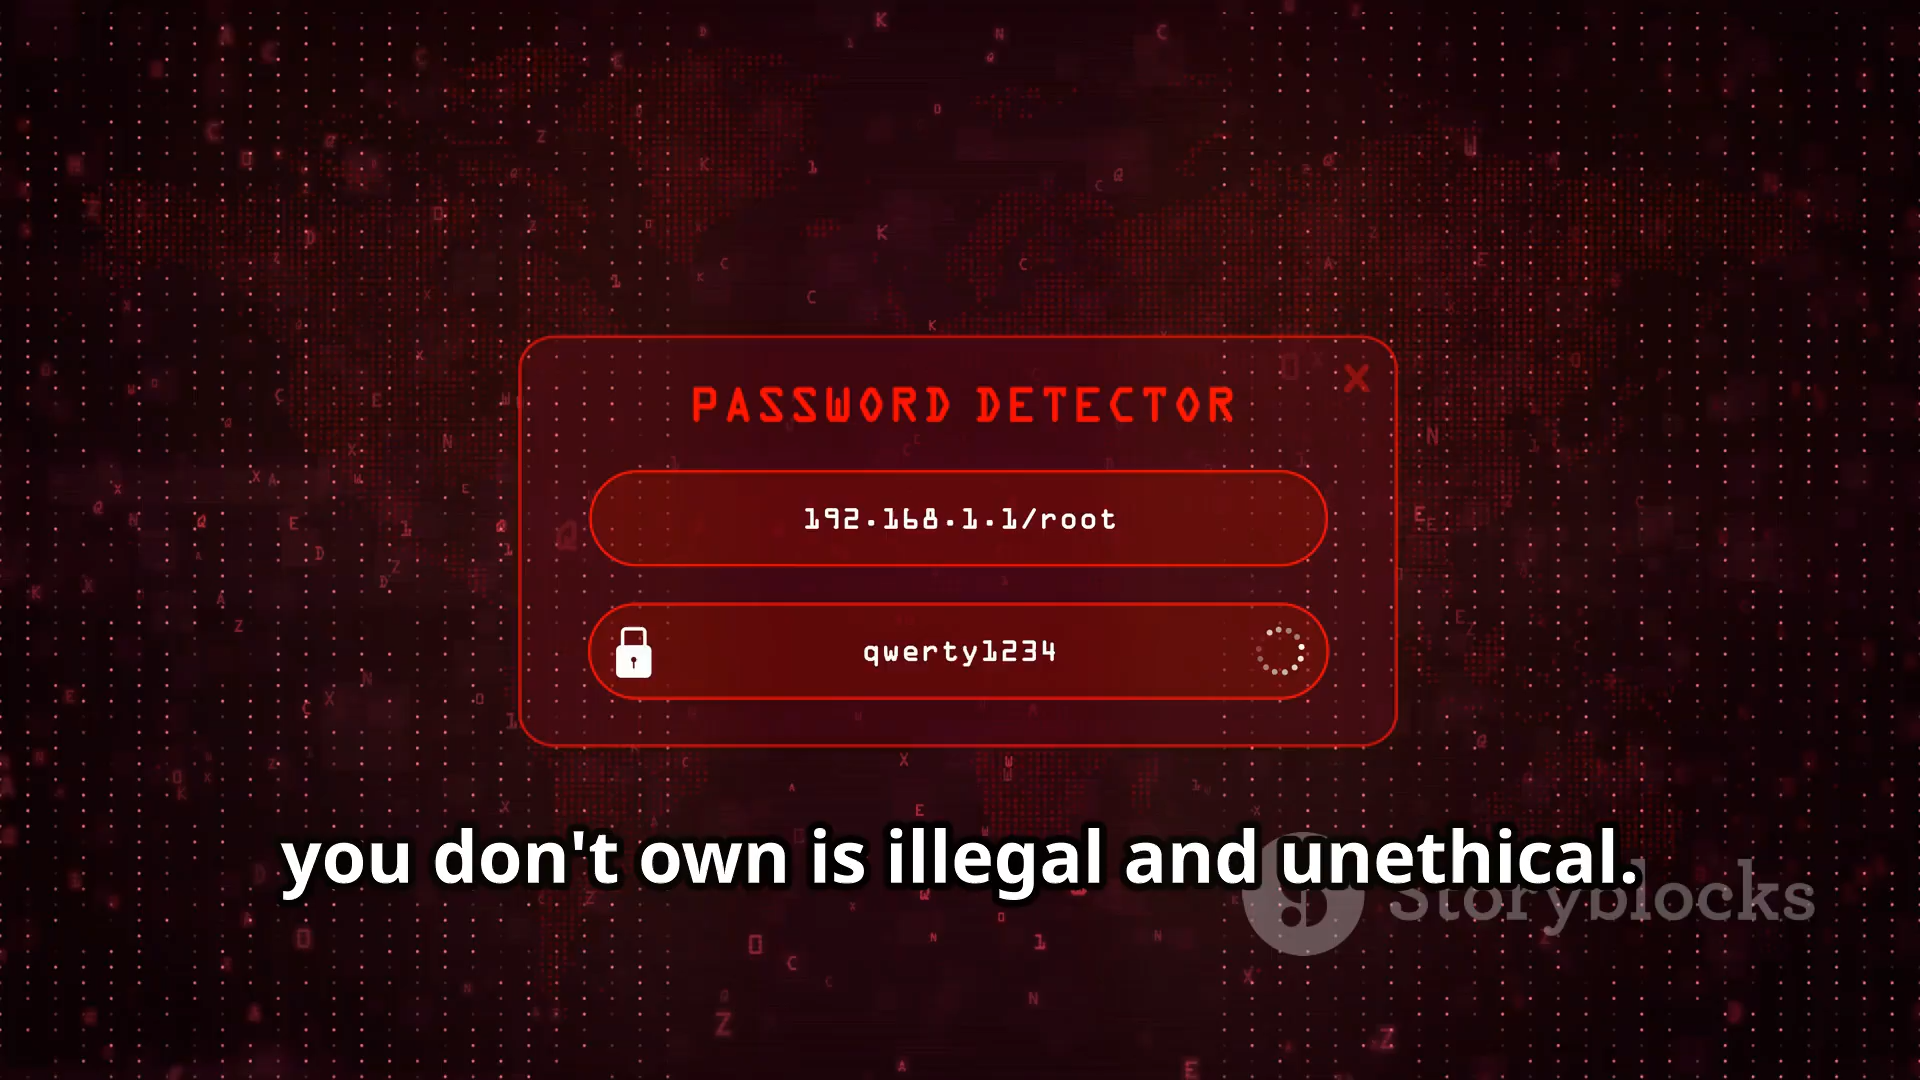 PASSWORD DETECTOR
X
192.168.1.1/root
qwerty1234
you don't own is illegal and unethical.
Storyblocks